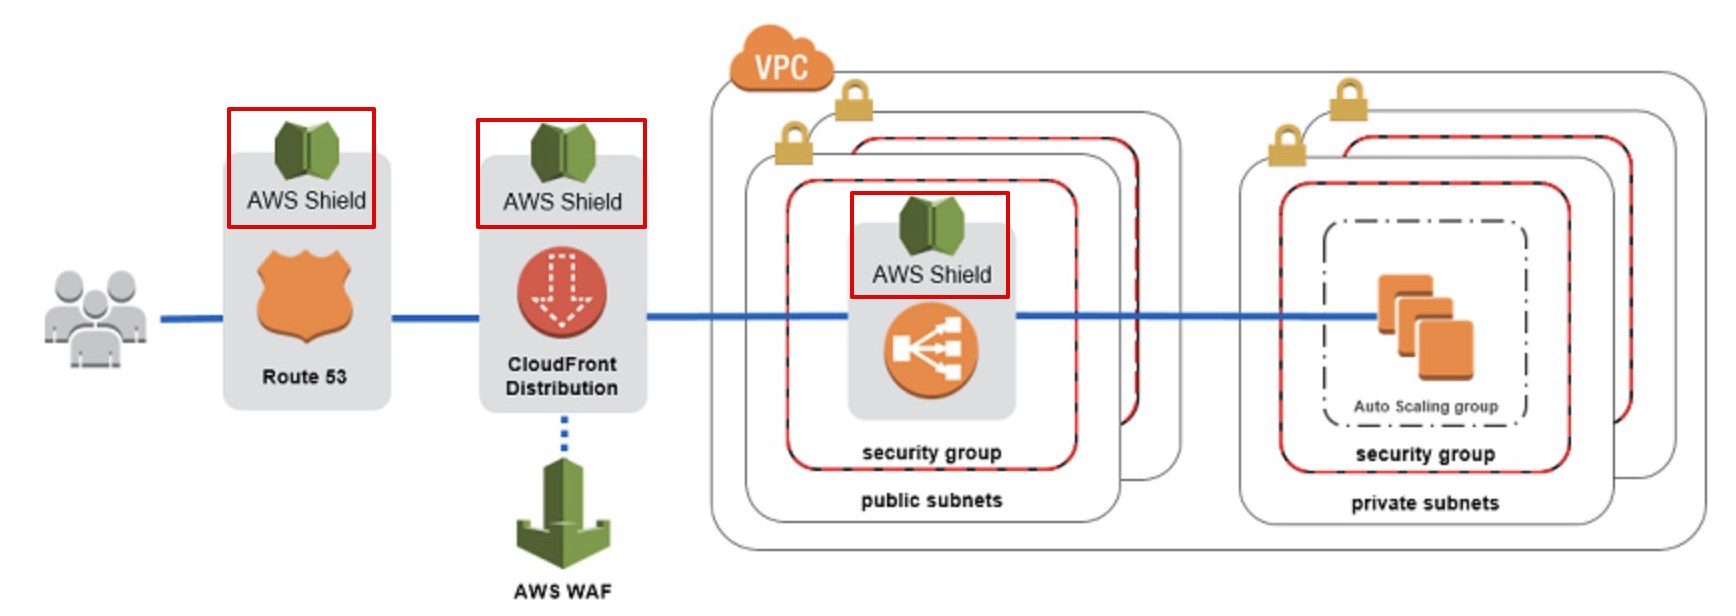 VPC
AWS Shield
AWS Shield
AWS Shield
Route 53
CloudFront
Distribution
Auto Scaling group
security group
security group
public subnets
private subnets
AWS WAF